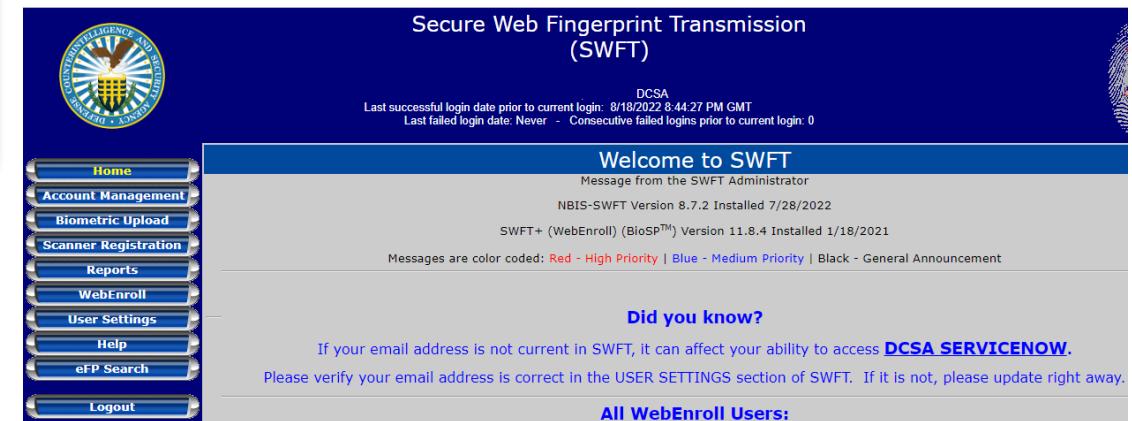 DEFENSE COUNTERINTELLIGENCE AND SECURITY AGENCY
Secure Web Fingerprint Transmission
(SWFT)
DCSA
Last successful login date prior to current login: 8/18/2022 8:44:27 PM GMT
Last failed login date: Never - Consecutive failed logins prior to current login: 0
Home
Account Management
Biometric Upload
Scanner Registration
Reports
WebEnroll
User Settings
Help
eFP Search
Logout
Welcome to SWFT
Message from the SWFT Administrator
NBIS-SWFT Version 8.7.2 Installed 7/28/2022
SWFT+ (WebEnroll) (BioSP™) Version 11.8.4 Installed 1/18/2021
Messages are color coded: Red - High Priority | Blue - Medium Priority | Black - General Announcement
Did you know?
If your email address is not current in SWFT, it can affect your ability to access DCSA SERVICENOW.
Please verify your email address is correct in the USER SETTINGS section of SWFT. If it is not, please update right away.
All WebEnroll Users: